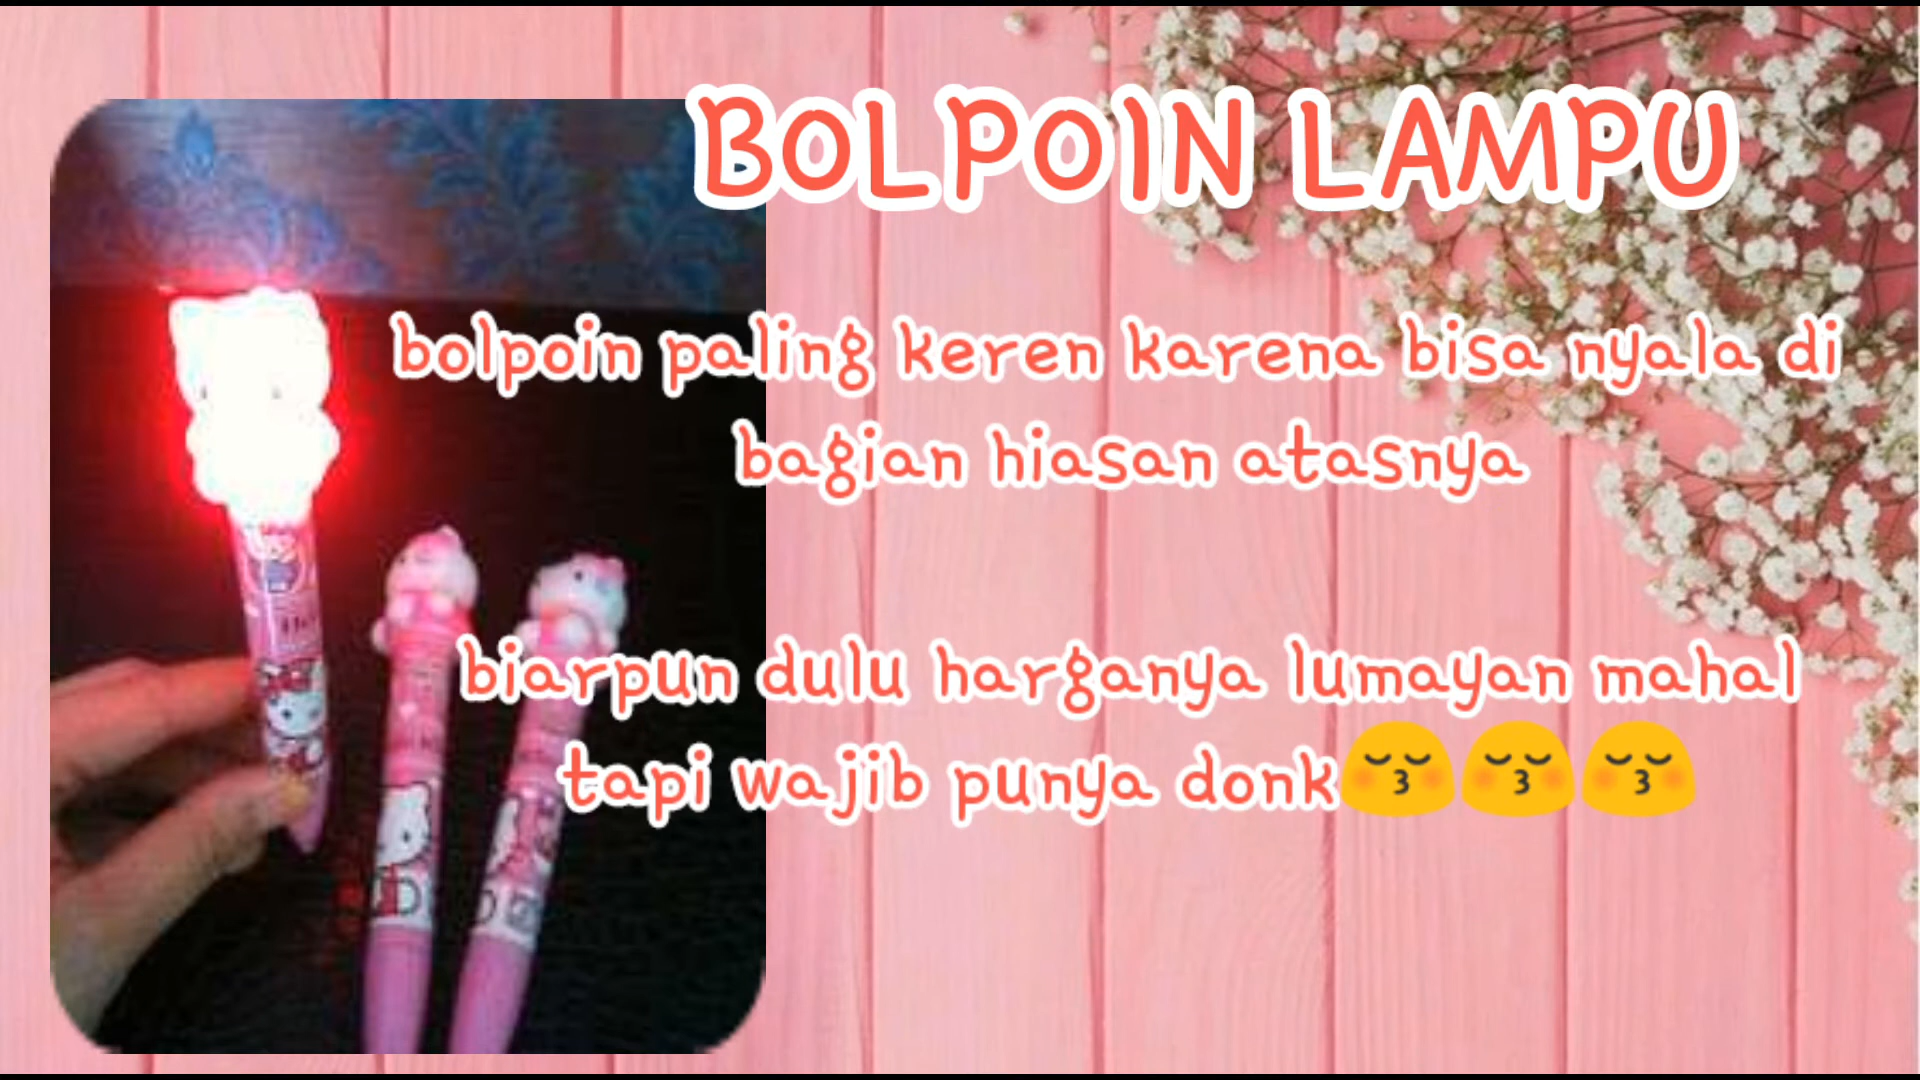 BOLPOIN LAMPU
bolpoin paling keren karena bisa nyala di
bagian hiasan atasnya
biarpun dulu harganya lumayan mahal
tapi wajib punya donk😚😚😚